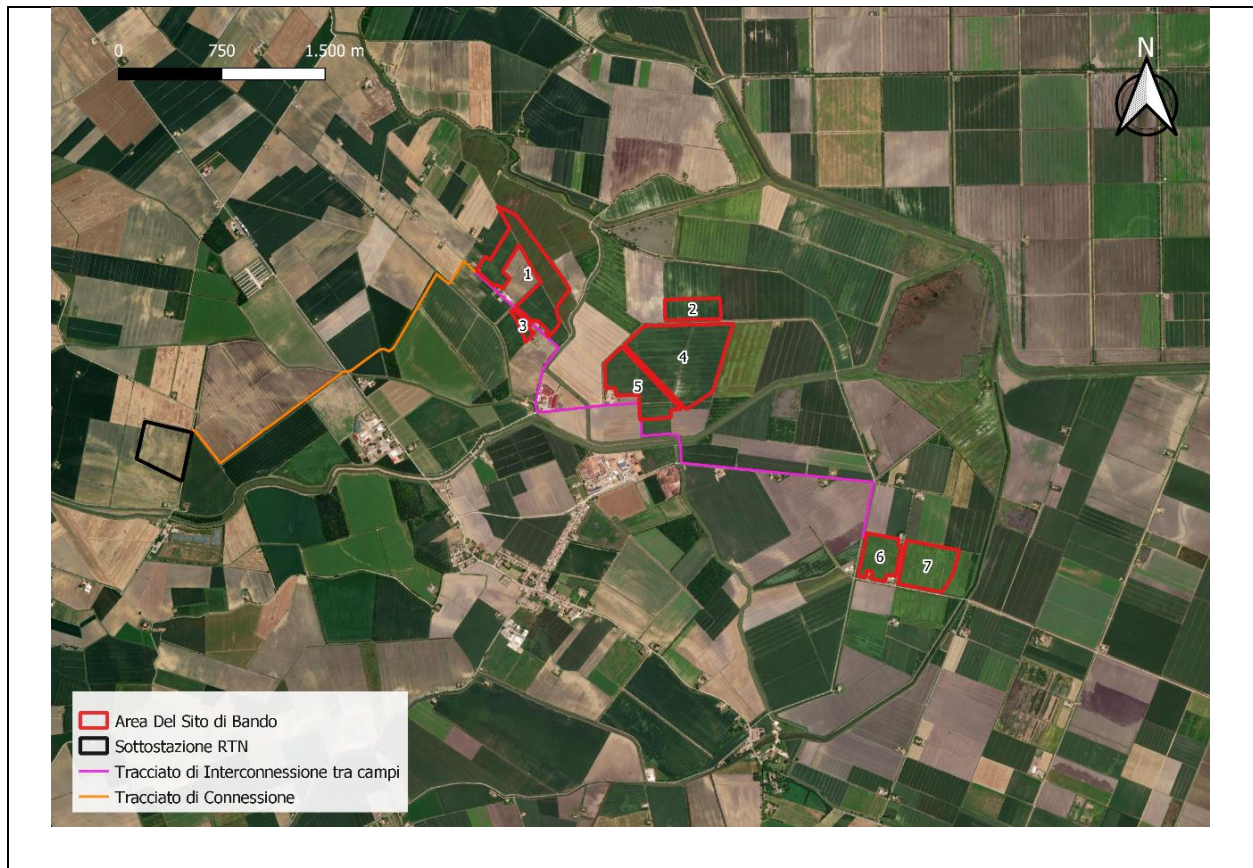 0 750 1.500 m
N
1
2
3
4
5
6
7
Area Del Sito di Bando
Sottostazione RTN
Tracciato di Interconnessione tra campi
Tracciato di Connessione